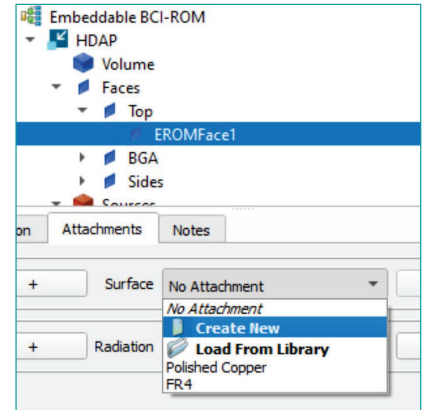 Embeddable BCI-ROM
HDAP
Volume
Faces
Top
EROMFace1
BGA
Sides
Sources
on Attachments Notes
+ Surface No Attachment
No Attachment
Create New
+ Radiation Load From Library
Polished Copper
FR4